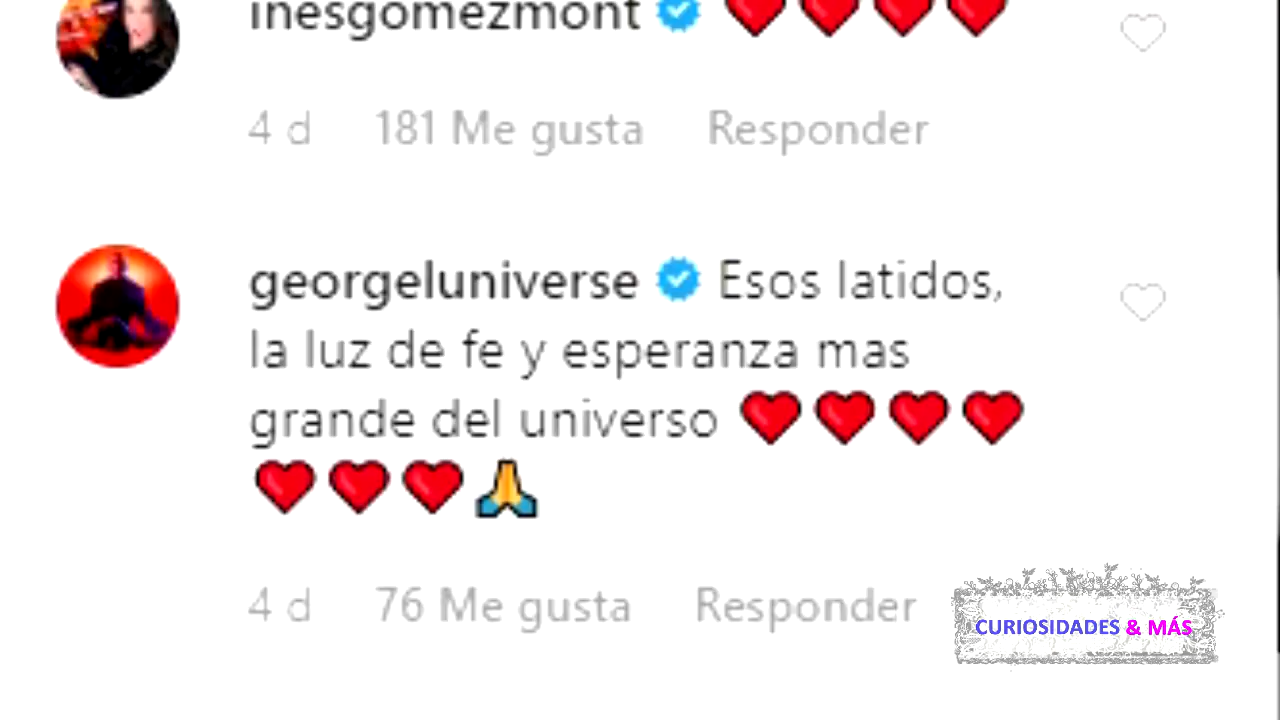 inesgomezmont ❤️❤️❤️❤️
4 d 181 Me gusta Responder
georgeluniverse Esos latidos,
la luz de fe y esperanza mas
grande del universo ❤️❤️❤️❤️
❤️❤️❤️🙏
4 d 76 Me gusta Responder
CURIOSIDADES & MÁS